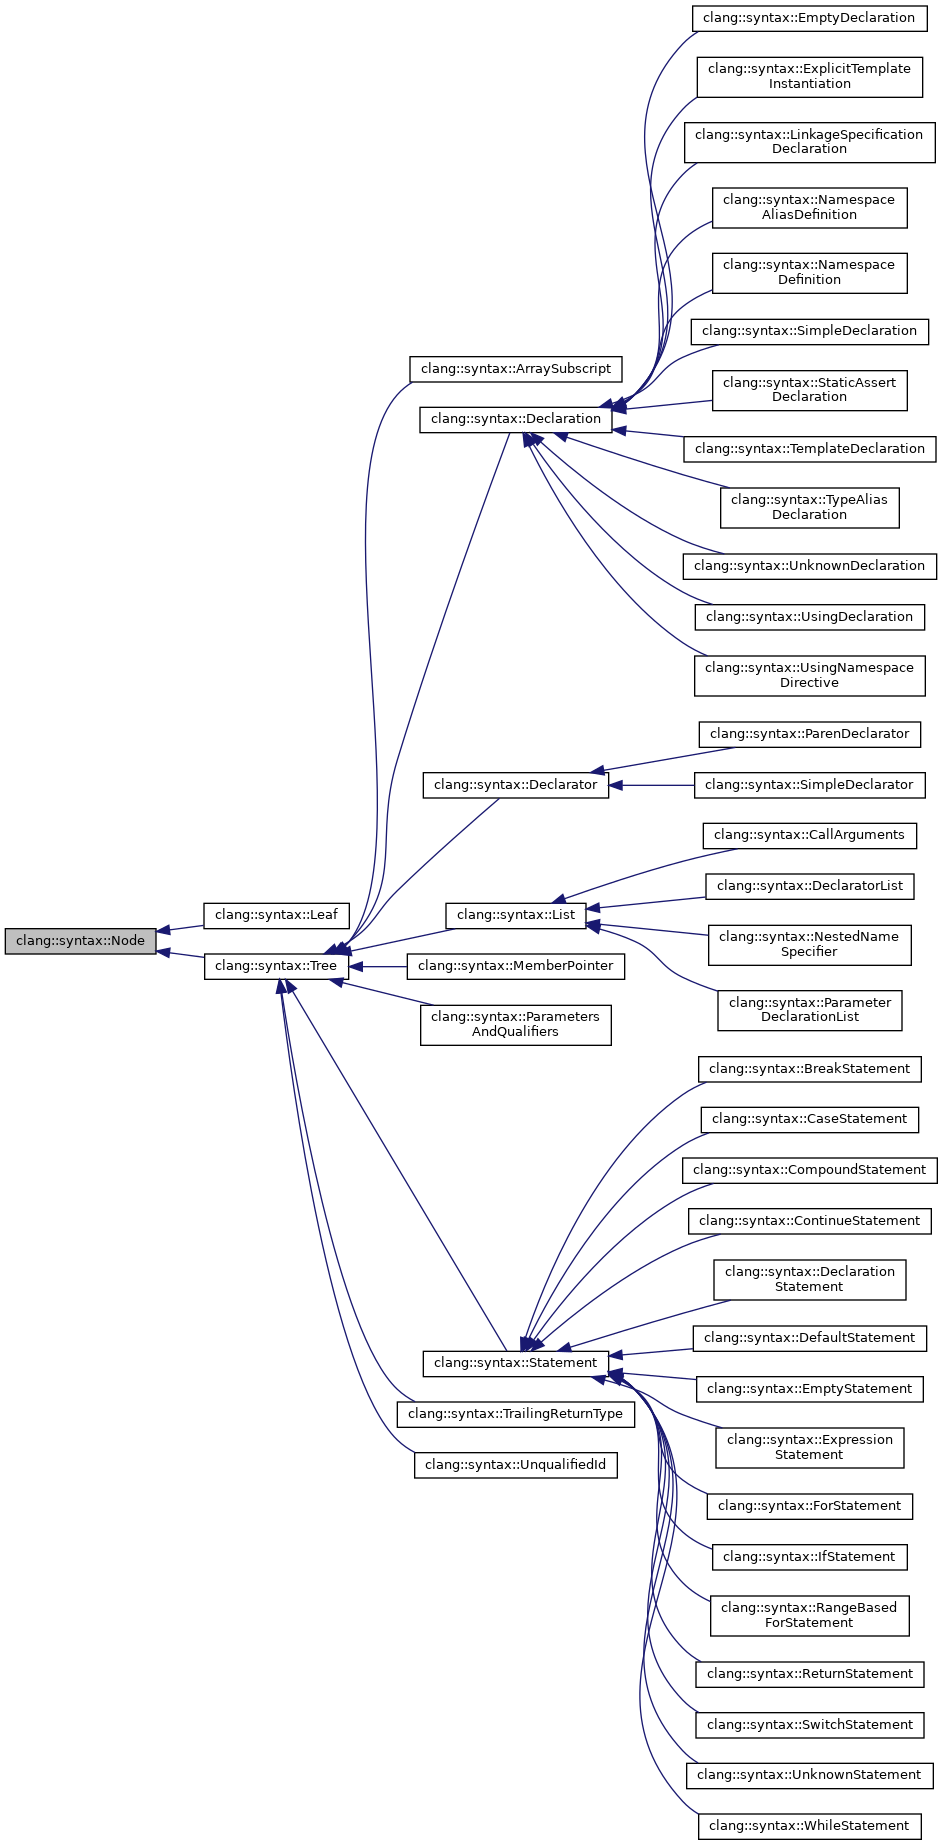 clang::syntax::EmptyDeclaration
clang::syntax::ExplicitTemplate
Instantiation
clang::syntax::LinkageSpecification
Declaration
clang::syntax::Namespace
AliasDefinition
clang::syntax::Namespace
Definition
clang::syntax::SimpleDeclaration
clang::syntax::ArraySubscript
clang::syntax::StaticAssert
Declaration
clang::syntax::Declaration
clang::syntax::TemplateDeclaration
clang::syntax::TypeAlias
Declaration
clang::syntax::UnknownDeclaration
clang::syntax::UsingDeclaration
clang::syntax::UsingNamespace
Directive
clang::syntax::ParenDeclarator
clang::syntax::Declarator
clang::syntax::SimpleDeclarator
clang::syntax::CallArguments
clang::syntax::DeclaratorList
clang::syntax::Leaf
clang::syntax::List
clang::syntax::Node
clang::syntax::NestedName
Specifier
clang::syntax::Tree
clang::syntax::MemberPointer
clang::syntax::Parameter
DeclarationList
clang::syntax::Parameters
AndQualifiers
clang::syntax::BreakStatement
clang::syntax::CaseStatement
clang::syntax::CompoundStatement
clang::syntax::ContinueStatement
clang::syntax::Declaration
Statement
clang::syntax::DefaultStatement
clang::syntax::Statement
clang::syntax::EmptyStatement
clang::syntax::TrailingReturnType
clang::syntax::Expression
Statement
clang::syntax::UnqualifiedId
clang::syntax::ForStatement
clang::syntax::IfStatement
clang::syntax::RangeBased
ForStatement
clang::syntax::ReturnStatement
clang::syntax::SwitchStatement
clang::syntax::UnknownStatement
clang::syntax::WhileStatement